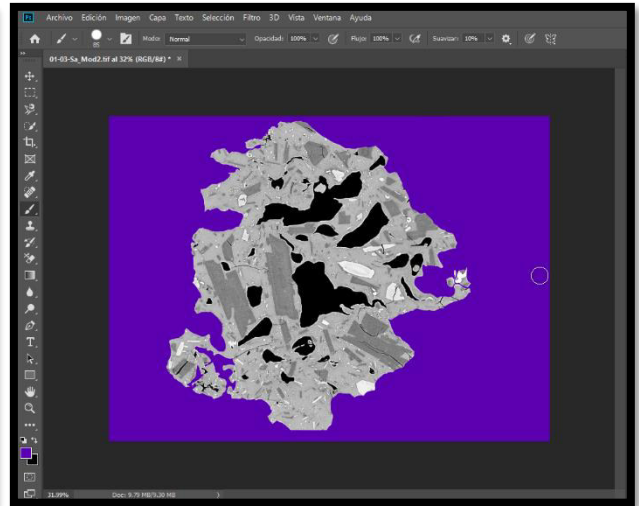 Ps Archivo Edición Imagen Capa Texto Selección Filtro 3D Vista Ventana Ayuda
Modo: Normal Opacidad: 100% Flujo: 100% Suavizar: 10%
01-03-Sa_Mod2.tif al 32% (RGB/8#) * ×
T
31.99% Doc: 9.79 MB/9.30 MB